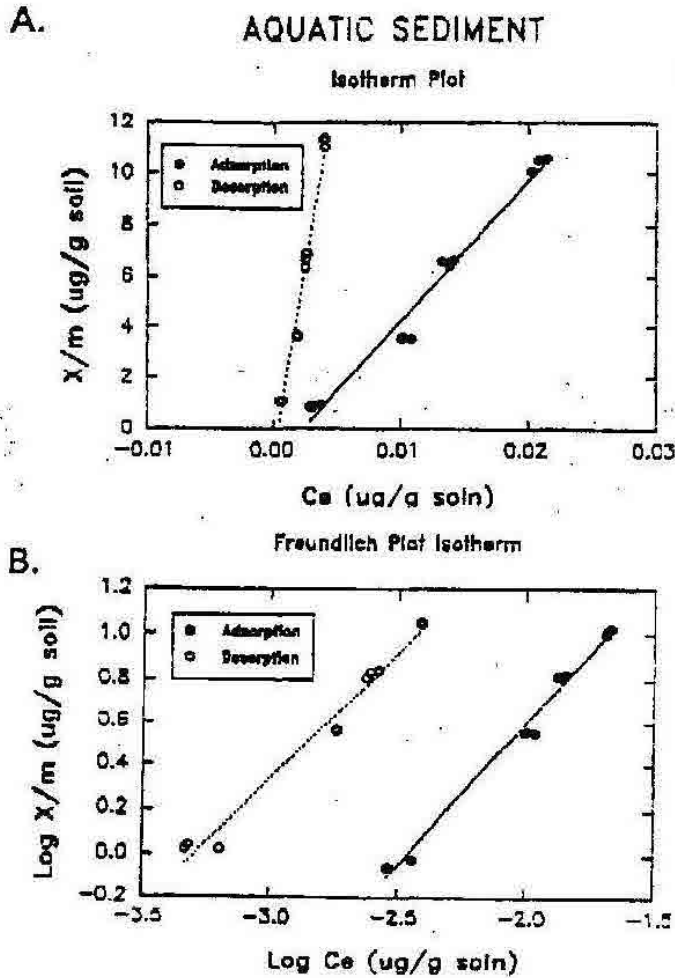 A.
AQUATIC SEDIMENT
Isotherm Plot
12
10
8
6
4
2
0
Adsorption
Desorption
X/m (ug/g soil)
-0.01
0.00
0.01
0.02
0.03
Ce (ug/g soln)
B.
Freundlich Plot Isotherm
1.2
1.0
0.8
0.6
0.4
0.2
0.0
-0.2
Adsorption
Desorption
Log X/m (ug/g soil)
-3.5
-3.0
-2.5
-2.0
-1.5
Log Ce (ug/g soln)